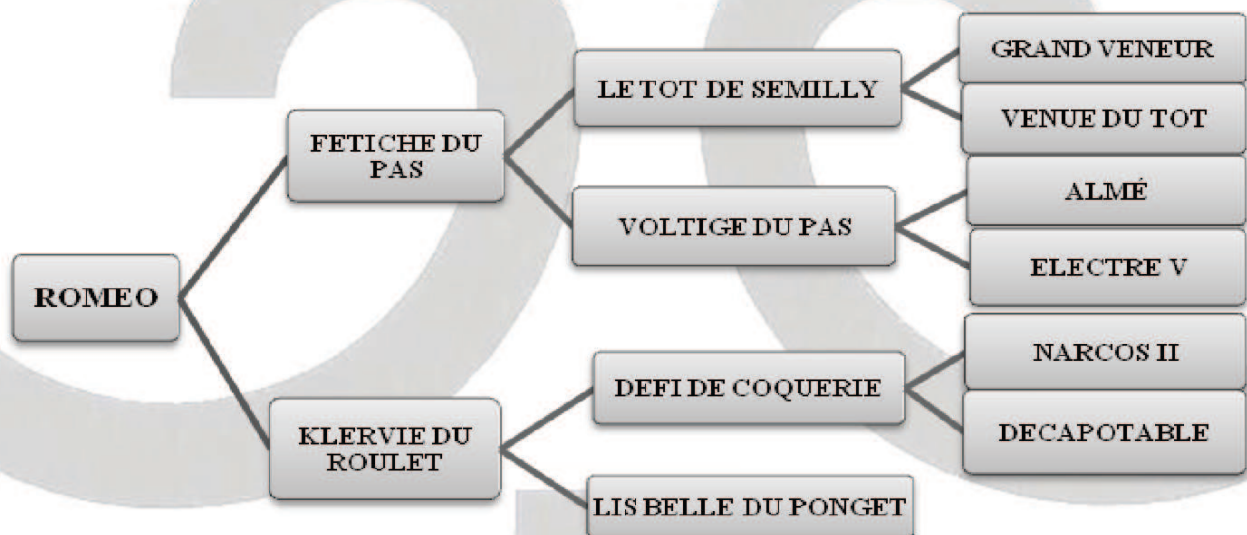 ROMEO
FETICHE DU
PAS
KLERVIE DU
ROULET
LE TOT DE SEMILLY
VOLTIGE DU PAS
DEFI DE COQUERIE
LIS BELLE DU PONGET
GRAND VENEUR
VENUE DU TOT
ALMÉ
ELECTRE V
NARCOS II
DECAPOTABLE